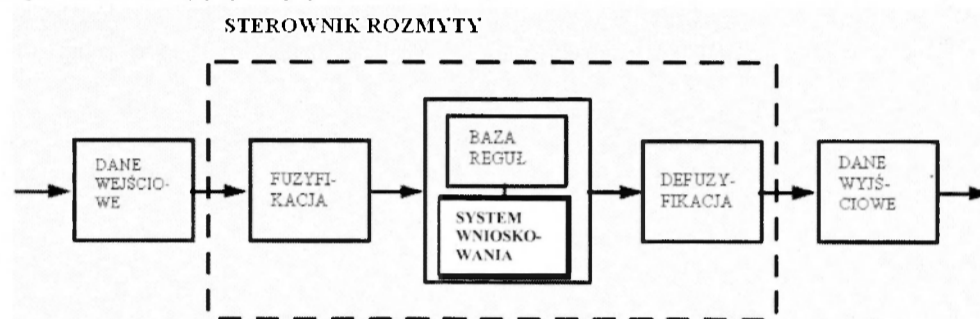 STEROWNIK ROZMYTY
DANE
WEJŚCIO-
WE
FUZYFI-
KACJA
BAZA
REGUŁ
SYSTEM
WNIOSKO-
WANIA
DEFUZY-
FIKACJA
DANE
WYJŚ-
CIOWE